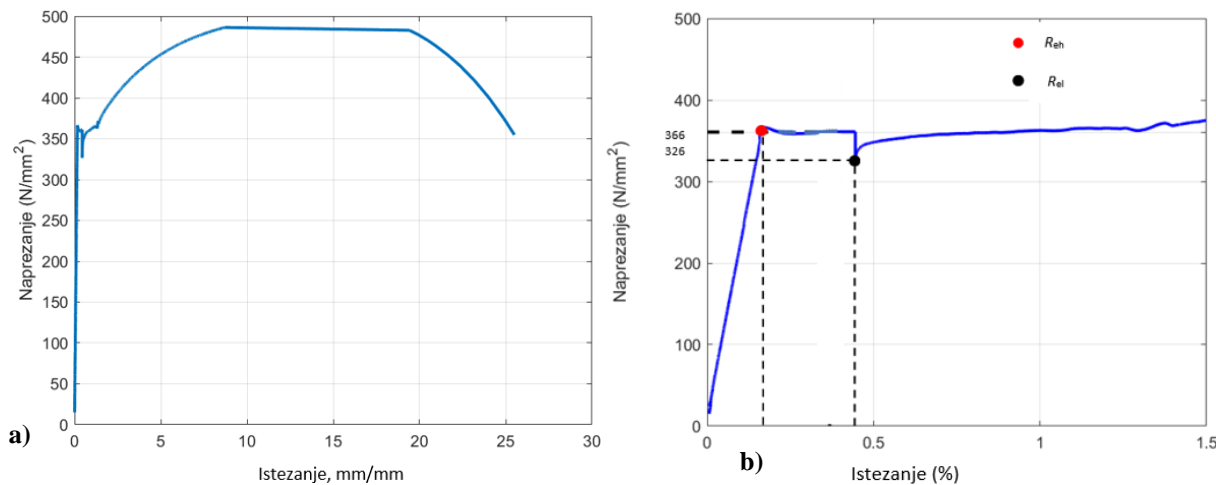 500
450
400
350
300
250
200
150
100
50
0
Naprezanje (N/mm²)
0 5 10 15 20 25 30
Istezanje, mm/mm
a)
500
400
366
326
300
200
100
0
Naprezanje (N/mm²)
Reh
Rel
0 0.5 1 1.5
Istezanje (%)
b)